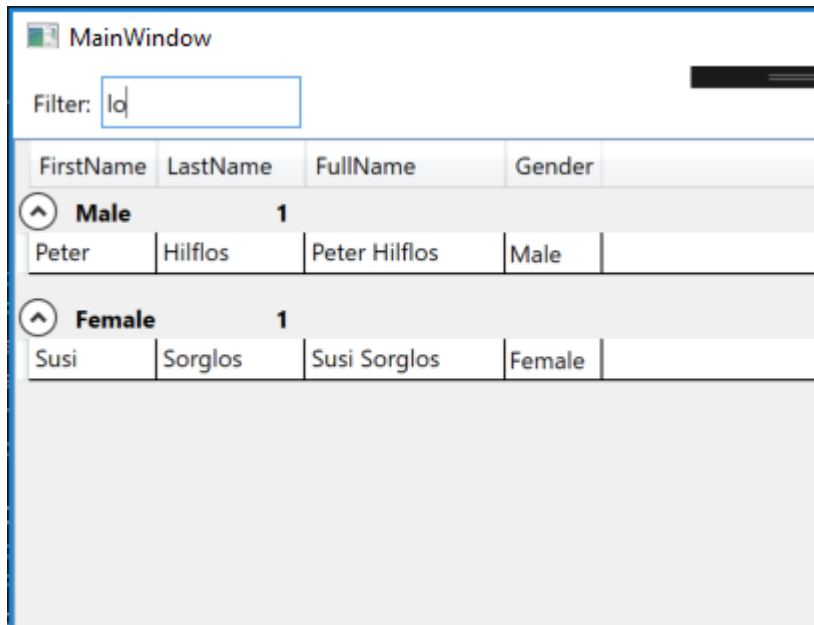 MainWindow
Filter: lo
FirstName LastName FullName Gender
Male 1
Peter Hilflos Peter Hilflos Male
Female 1
Susi Sorglos Susi Sorglos Female